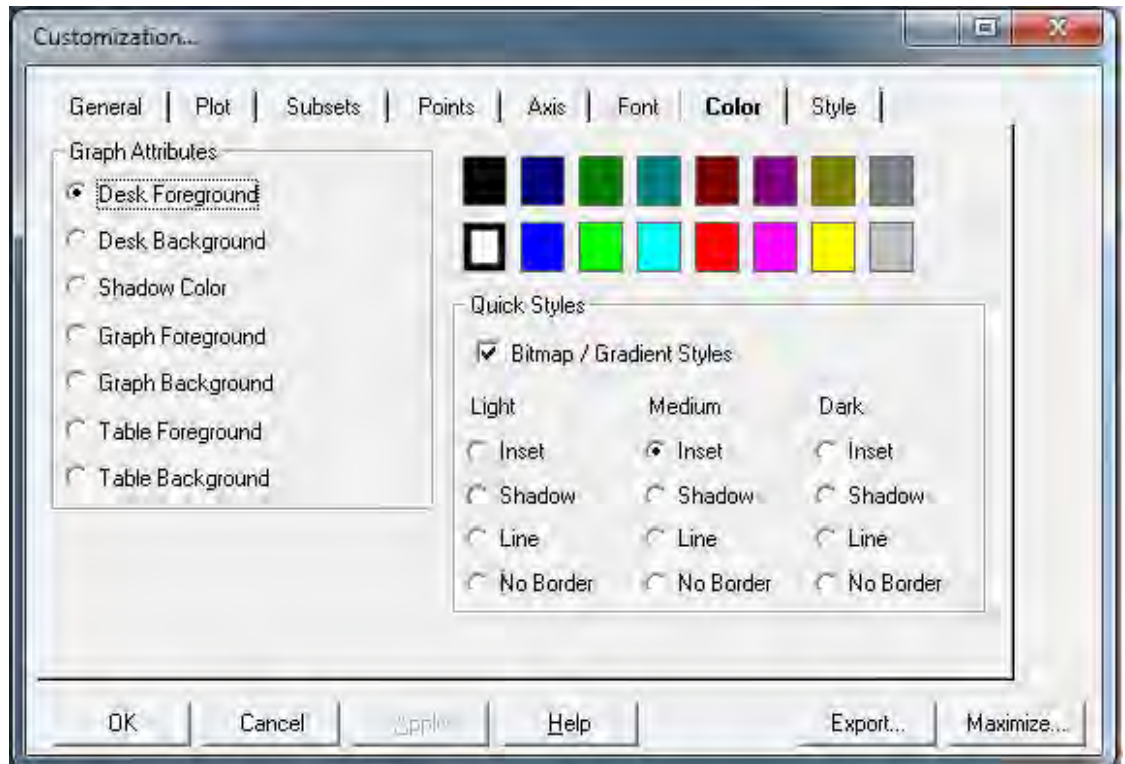 Customization...
General | Plot | Subsets | Points | Axis | Font | Color | Style |
Graph Attributes
Desk Foreground
Desk Background
Shadow Color
Graph Foreground
Graph Background
Table Foreground
Table Background
Quick Styles
Bitmap / Gradient Styles
Light Medium Dark
Inset Inset Inset
Shadow Shadow Shadow
Line Line Line
No Border No Border No Border
OK Cancel Apply Help Export... Maximize...